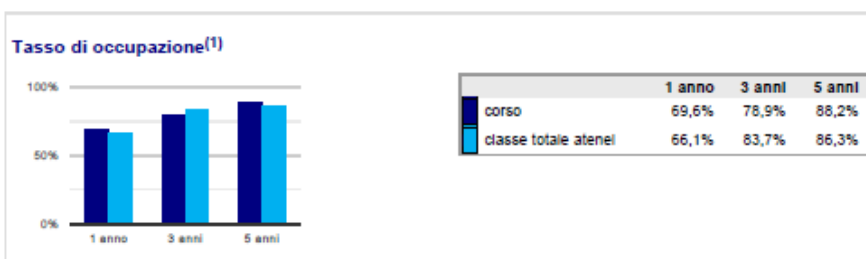 Tasso di occupazione(1)
100%
50%
0%
1 anno 3 anni 5 anni
1 anno 3 anni 5 anni
corso 69,6% 78,9% 88,2%
classe totale atenei 66,1% 83,7% 86,3%